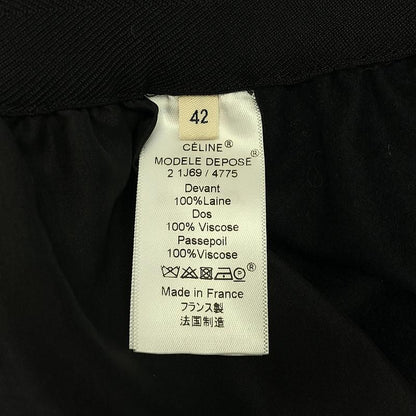 42
CÉLINE®
MODELE DEPOSE®
2 1J69 / 4775
Devant
100%Laine
Dos
100% Viscose
Passepoil
100%Viscose
®
Made in France
フランス製
法国制造